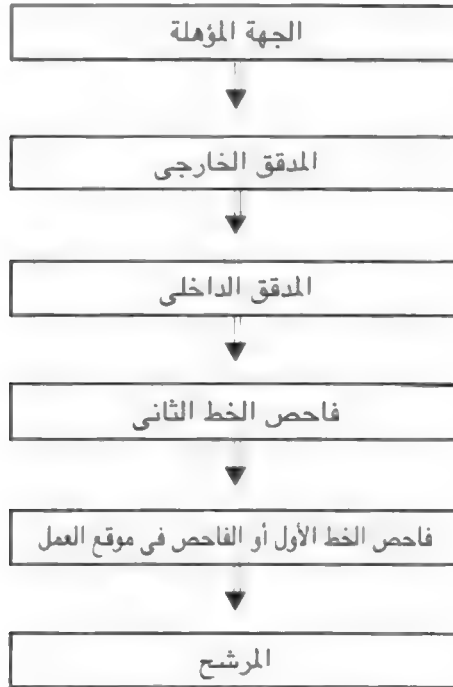 الجهة المؤهلة
المدقق الخارجى
المدقق الداخلى
فاحص الخط الثانى
فاحص الخط الأول أو الفاحص فى موقع العمل
المرشح